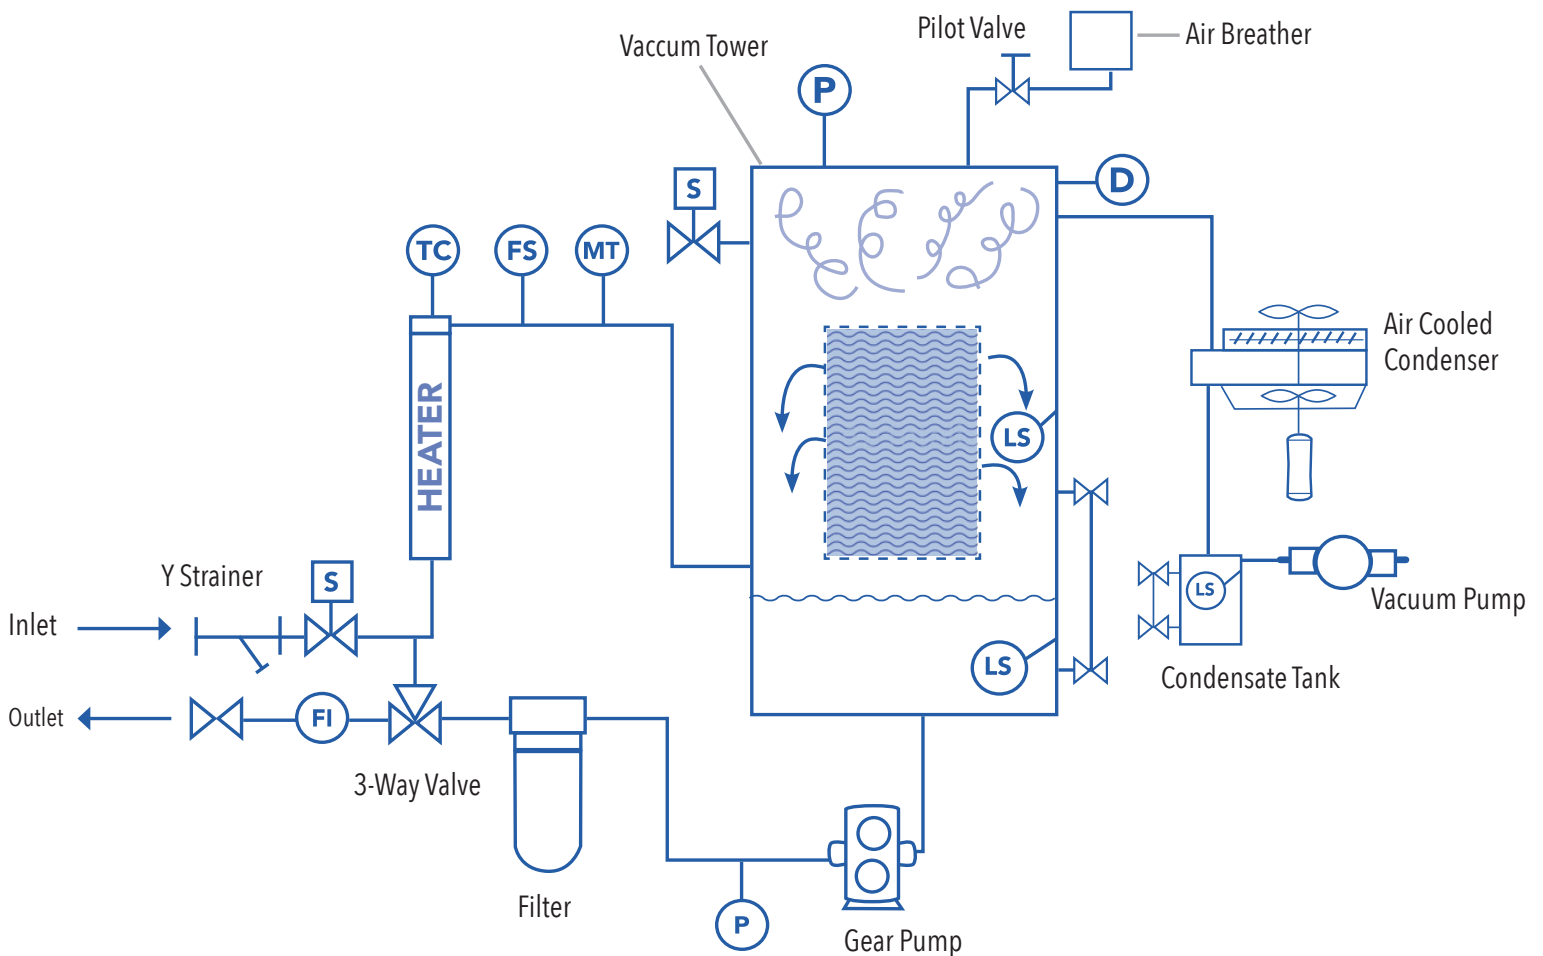 Pilot Valve
Air Breather
Vaccum Tower
P
D
S
TC
FS
MT
Air Cooled
Condenser
HEATER
LS
Y Strainer
S
Inlet
LS
Vacuum Pump
LS
Condensate Tank
Outlet
FI
3-Way Valve
Filter
P
Gear Pump